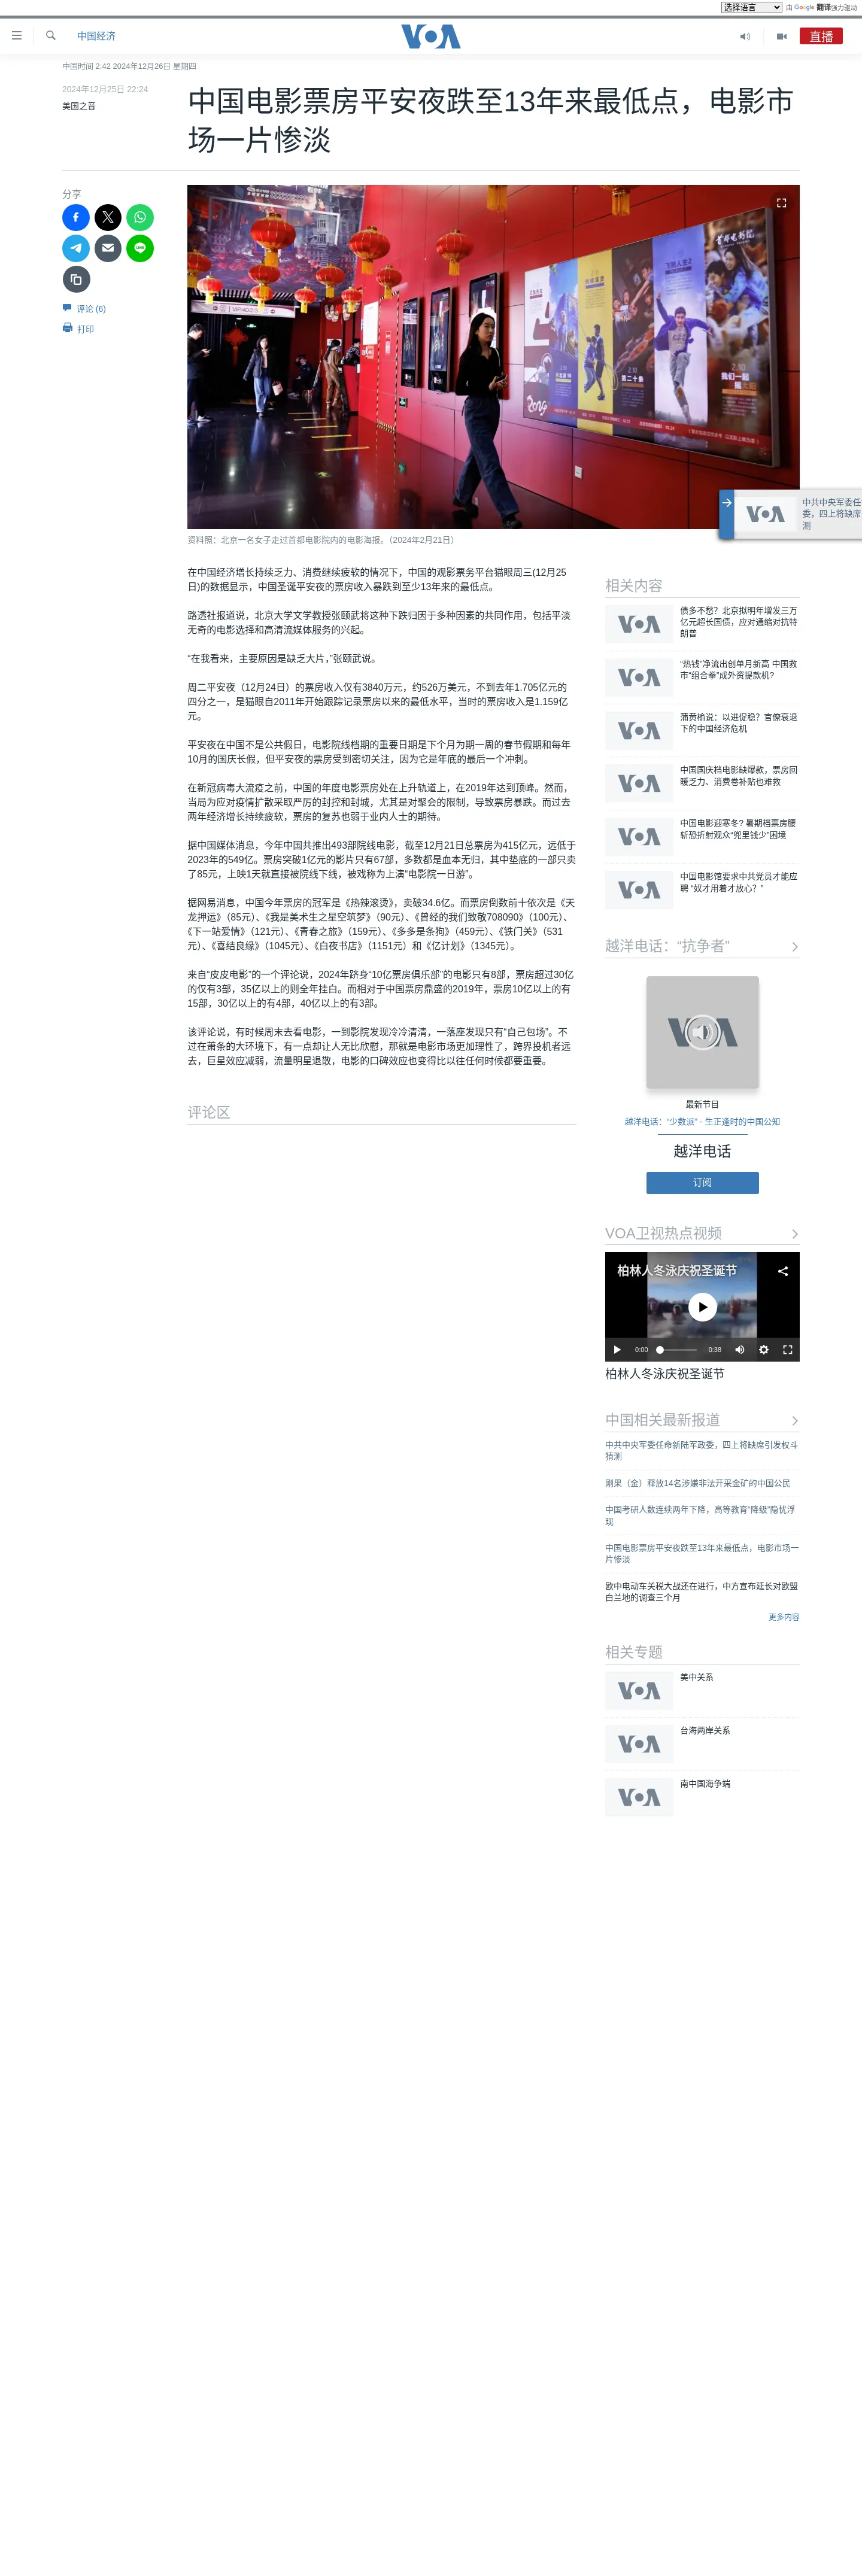 选择语言
由 Google 翻译强力驱动
中国经济
VOA
直播
中国时间 2:42 2024年12月26日 星期四
2024年12月25日 22:24
美国之音
中国电影票房平安夜跌至13年来最低点，电影市
场一片惨淡
分享
评论 (6)
打印
首都电影院
第二十条
我们一起摇太阳
资料照：北京一名女子走过首都电影院内的电影海报。（2024年2月21日）
中共中央军委任
委，四上将缺席
测
在中国经济增长持续乏力、消费继续疲软的情况下，中国的观影票务平台猫眼周三(12月25
日)的数据显示，中国圣诞平安夜的票房收入暴跌到至少13年来的最低点。
路透社报道说，北京大学文学教授张颐武将这种下跌归因于多种因素的共同作用，包括平淡
无奇的电影选择和高清流媒体服务的兴起。
“在我看来，主要原因是缺乏大片，”张颐武说。
周二平安夜（12月24日）的票房收入仅有3840万元，约526万美元，不到去年1.705亿元的
四分之一，是猫眼自2011年开始跟踪记录票房以来的最低水平，当时的票房收入是1.159亿
元。
平安夜在中国不是公共假日，电影院线档期的重要日期是下个月为期一周的春节假期和每年
10月的国庆长假，但平安夜的票房受到密切关注，因为它是年底的最后一个冲刺。
在新冠病毒大流疫之前，中国的年度电影票房处在上升轨道上，在2019年达到顶峰。然而，
当局为应对疫情扩散采取严厉的封控和封城，尤其是对聚会的限制，导致票房暴跌。而过去
两年经济增长持续疲软，票房的复苏也弱于业内人士的期待。
据中国媒体消息，今年中国共推出493部院线电影，截至12月21日总票房为415亿元，远低于
2023年的549亿。票房突破1亿元的影片只有67部，多数都是血本无归，其中垫底的一部只卖
了85元，上映1天就直接被院线下线，被戏称为上演“电影院一日游”。
据网易消息，中国今年票房的冠军是《热辣滚烫》，卖破34.6亿。而票房倒数前十依次是《天
龙押运》（85元）、《我是美术生之星空筑梦》（90元）、《曾经的我们致敬708090》（100元）、
《下一站爱情》（121元）、《青春之旅》（159元）、《多多是条狗》（459元）、《铁门关》（531
元）、《喜结良缘》（1045元）、《白夜书店》（1151元）和《亿计划》（1345元）。
来自“皮皮电影”的一个评论说，2024年跻身“10亿票房俱乐部”的电影只有8部，票房超过30亿
的仅有3部，35亿以上的则全年挂白。而相对于中国票房鼎盛的2019年，票房10亿以上的有
15部，30亿以上的有4部，40亿以上的有3部。
该评论说，有时候周末去看电影，一到影院发现冷冷清清，一落座发现只有“自己包场”。不
过在萧条的大环境下，有一点却让人无比欣慰，那就是电影市场更加理性了，跨界投机者远
去，巨星效应减弱，流量明星退散，电影的口碑效应也变得比以往任何时候都要重要。
评论区
相关内容
VOA
债多不愁？北京拟明年增发三万
亿元超长国债，应对通缩对抗特
朗普
VOA
“热钱”净流出创单月新高 中国救
市“组合拳”成外资提款机?
VOA
蒲黄榆说：以进促稳？官僚衰退
下的中国经济危机
VOA
中国国庆档电影缺爆款，票房回
暖乏力、消费卷补贴也难救
VOA
中国电影迎寒冬? 暑期档票房腰
斩恐折射观众“兜里钱少”困境
VOA
中国电影馆要求中共党员才能应
聘 “奴才用着才放心？”
越洋电话：“抗争者”
VOA
最新节目
越洋电话：“少数派” - 生正逢时的中国公知
越洋电话
订阅
VOA卫视热点视频
柏林人冬泳庆祝圣诞节
0:00
0:38
柏林人冬泳庆祝圣诞节
中国相关最新报道
中共中央军委任命新陆军政委，四上将缺席引发权斗
猜测
刚果（金）释放14名涉嫌非法开采金矿的中国公民
中国考研人数连续两年下降，高等教育“降级”隐忧浮
现
中国电影票房平安夜跌至13年来最低点，电影市场一
片惨淡
欧中电动车关税大战还在进行，中方宣布延长对欧盟
白兰地的调查三个月
更多内容
相关专题
VOA
美中关系
VOA
台海两岸关系
VOA
南中国海争端